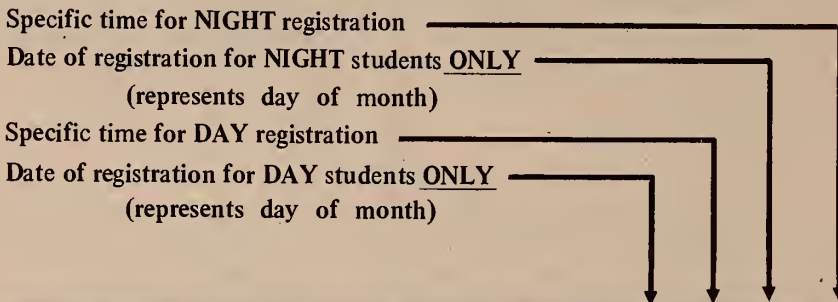 Specific time for NIGHT registration
Date of registration for NIGHT students ONLY
(represents day of month)
Specific time for DAY registration
Date of registration for DAY students ONLY
(represents day of month)